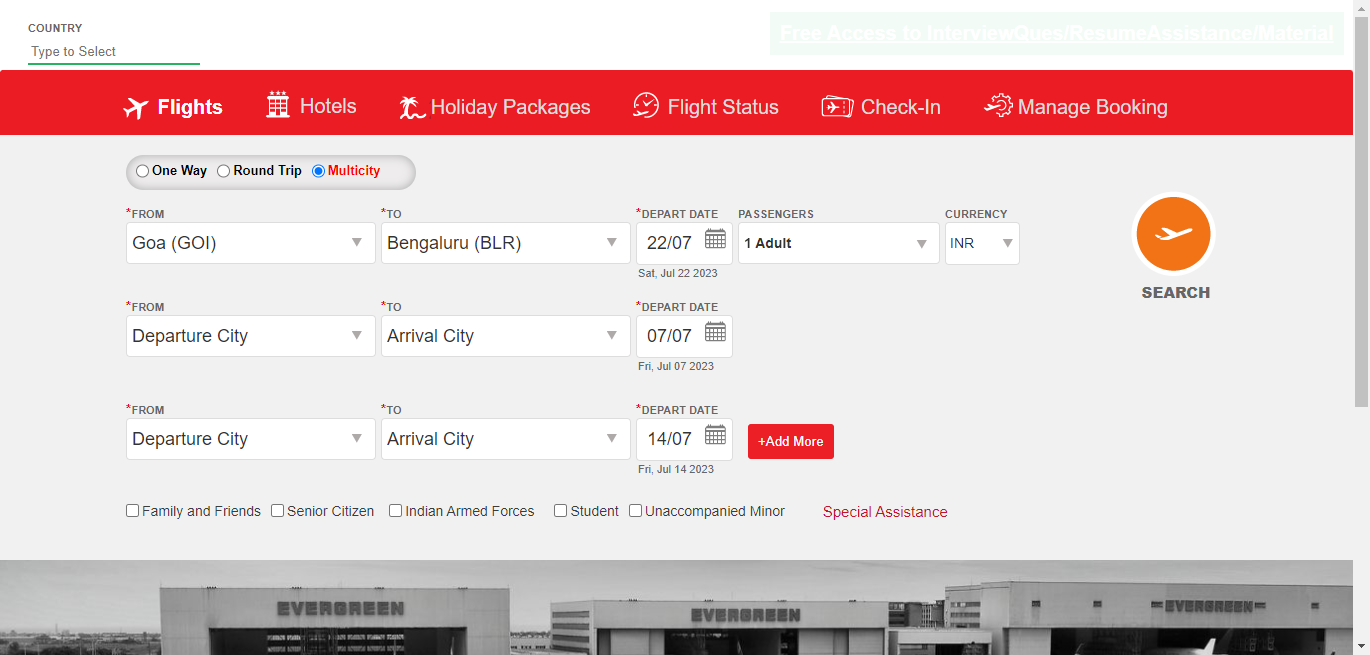 COUNTRY
Type to Select
Free Access to InterviewQues/ResumeAssistance/Material
Flights Hotels Holiday Packages Flight Status Check-In Manage Booking
One Way Round Trip Multicity
*FROM *TO *DEPART DATE PASSENGERS CURRENCY
Goa (GOI) Bengaluru (BLR) 22/07 1 Adult INR
Sat, Jul 22 2023
SEARCH
*FROM *TO *DEPART DATE
Departure City Arrival City 07/07
Fri, Jul 07 2023
*FROM *TO *DEPART DATE
Departure City Arrival City 14/07 +Add More
Fri, Jul 14 2023
Family and Friends Senior Citizen Indian Armed Forces Student Unaccompanied Minor Special Assistance
EVERGREEN EVERGREEN EVERGREEN